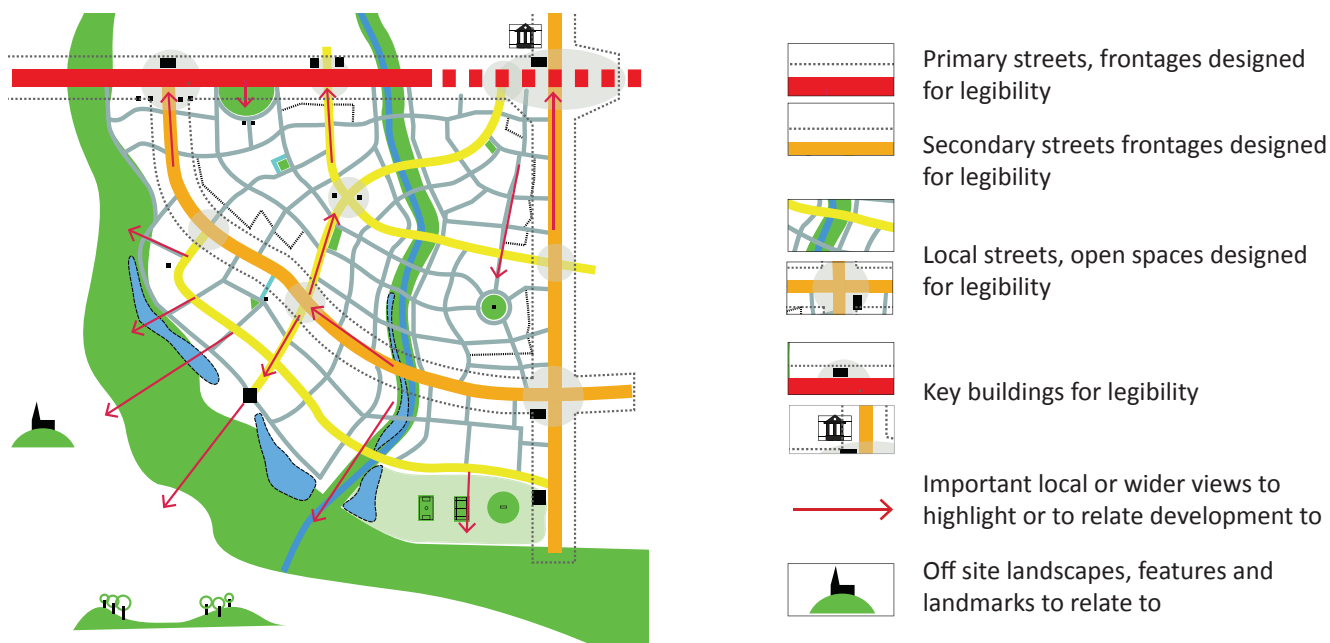 Primary streets, frontages designed
for legibility
Secondary streets frontages designed
for legibility
Local streets, open spaces designed
for legibility
Key buildings for legibility
Important local or wider views to
highlight or to relate development to
Off site landscapes, features and
landmarks to relate to